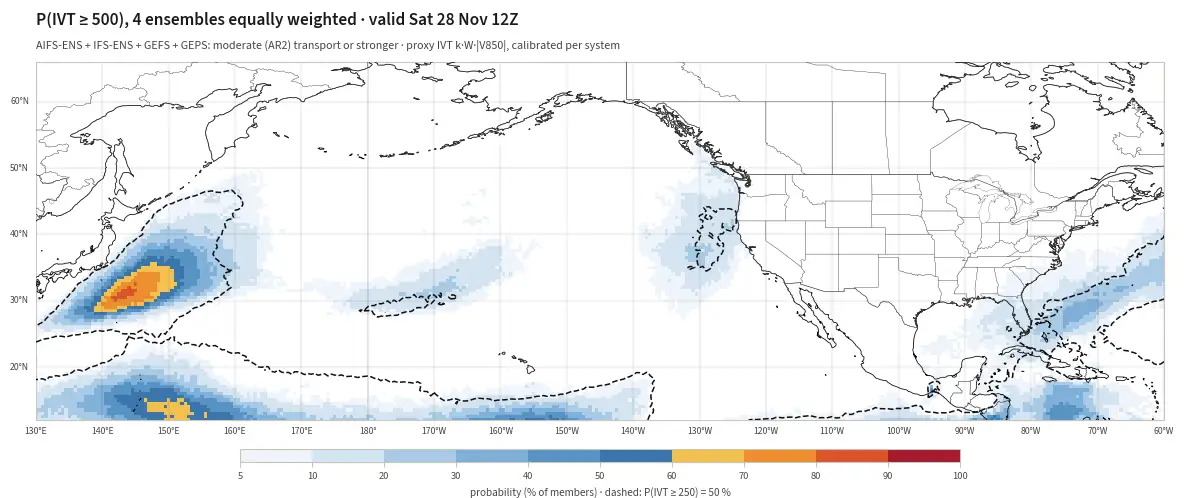 P(IVT ≥ 500), 4 ensembles equally weighted · valid Sat 28 Nov 12Z
AIFS-ENS + IFS-ENS + GEFS + GEPS: moderate (AR2) transport or stronger · proxy IVT k·W·|V850|, calibrated per system
60°N
50°N
40°N
30°N
20°N
130°E 140°E 150°E 160°E 170°E 180° 170°W 160°W 150°W 140°W 130°W 120°W 110°W 100°W 90°W 80°W 70°W 60°W
5 10 20 30 40 50 60 70 80 90 100
probability (% of members) · dashed: P(IVT ≥ 250) = 50 %